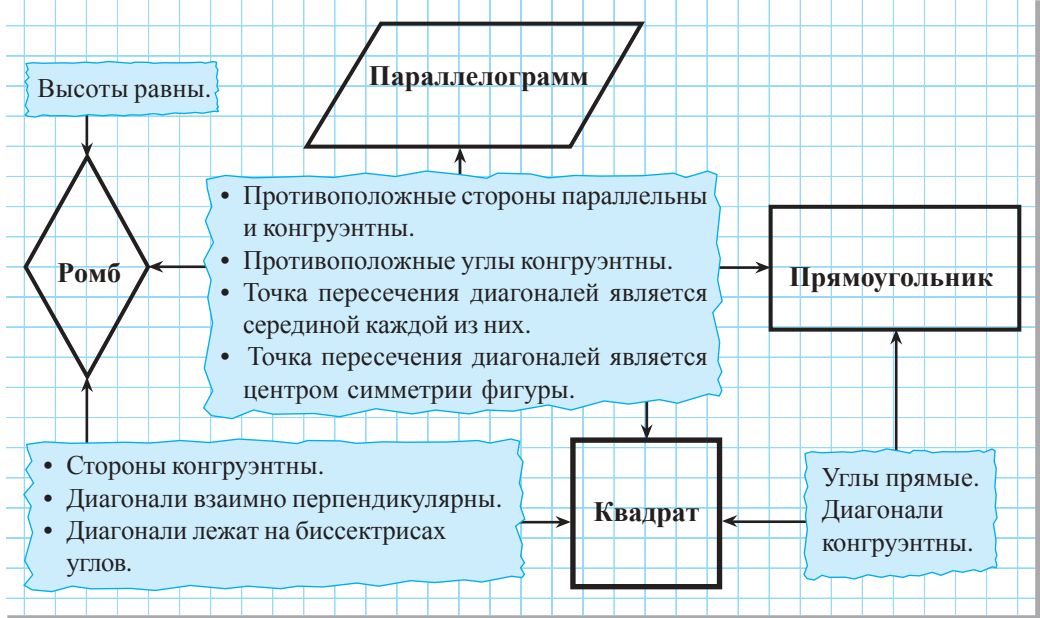 Параллелограмм
Высоты равны.
• Противоположные стороны параллельны
и конгруэнтны.
• Противоположные углы конгруэнтны.
• Точка пересечения диагоналей является
серединой каждой из них.
• Точка пересечения диагоналей является
центром симметрии фигуры.
Ромб
Прямоугольник
• Стороны конгруэнтны.
• Диагонали взаимно перпендикулярны.
• Диагонали лежат на биссектрисах
углов.
Квадрат
Углы прямые.
Диагонали
конгруэнтны.